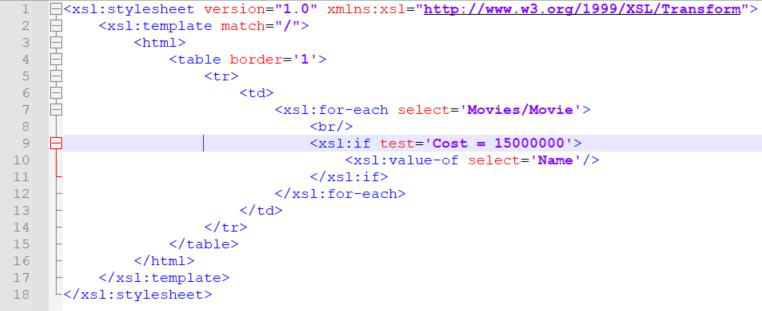 1 <xsl:stylesheet version="1.0" xmlns:xsl="http://www.w3.org/1999/XSL/Transform">
2 <xsl:template match="/">
3 <html>
4 <table border='1'>
5 <tr>
6 <td>
7 <xsl:for-each select='Movies/Movie'>
8 <br/>
9 <xsl:if test='Cost = 15000000'>
10 <xsl:value-of select='Name'/>
11 </xsl:if>
12 </xsl:for-each>
13 </td>
14 </tr>
15 </table>
16 </html>
17 </xsl:template>
18 </xsl:stylesheet>